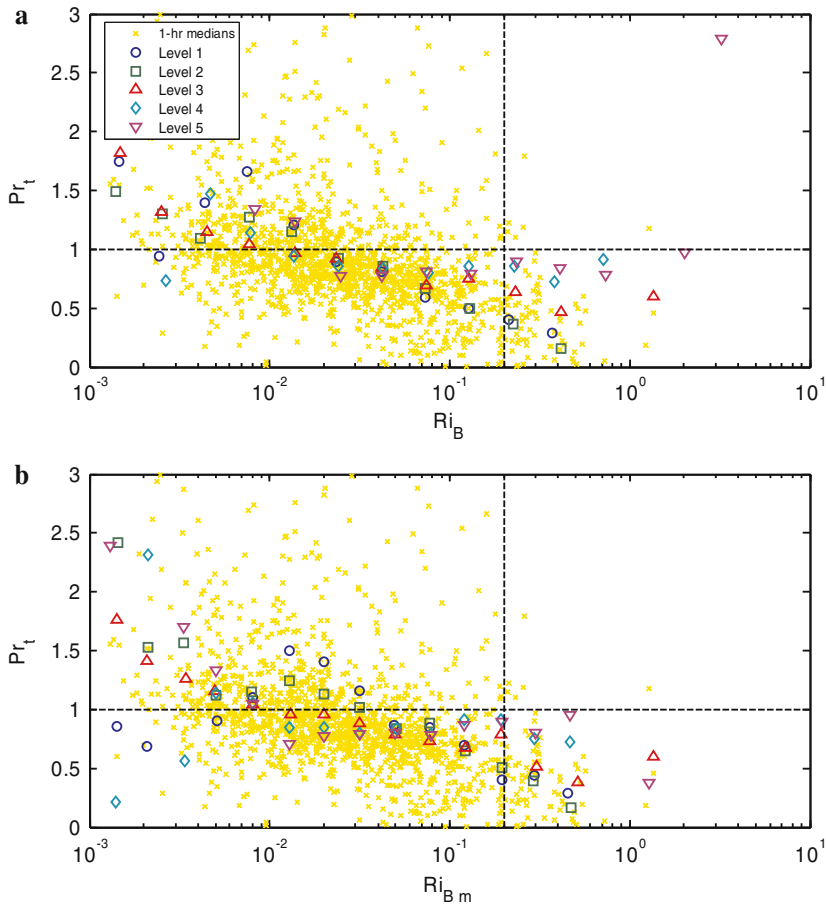 a
3
2.5
2
1.5
1
0.5
0
Pr_t
1-hr medians
Level 1
Level 2
Level 3
Level 4
Level 5
10^-3
10^-2
10^-1
10^0
10^1
Ri_B
b
3
2.5
2
1.5
1
0.5
0
Pr_t
10^-3
10^-2
10^-1
10^0
10^1
Ri_B m